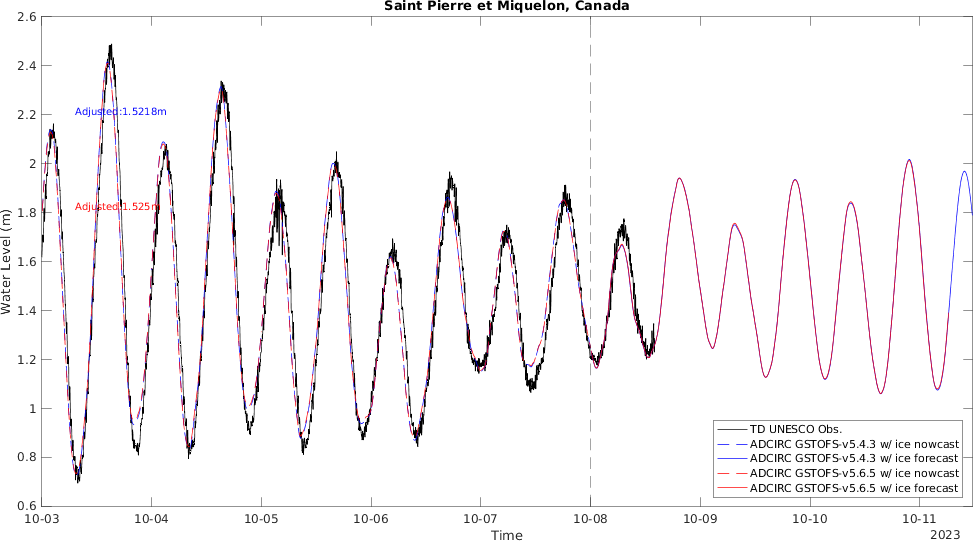 Saint Pierre et Miquelon, Canada
2.6
2.4
2.2
2
1.8
1.6
1.4
1.2
1
0.8
0.6
Water Level (m)
Adjusted:1.5218m
Adjusted:1.525m
TD UNESCO Obs.
ADCIRC GSTOFS-v5.4.3 w/ ice nowcast
ADCIRC GSTOFS-v5.4.3 w/ ice forecast
ADCIRC GSTOFS-v5.6.5 w/ ice nowcast
ADCIRC GSTOFS-v5.6.5 w/ ice forecast
10-03 10-04 10-05 10-06 10-07 10-08 10-09 10-10 10-11
Time
2023